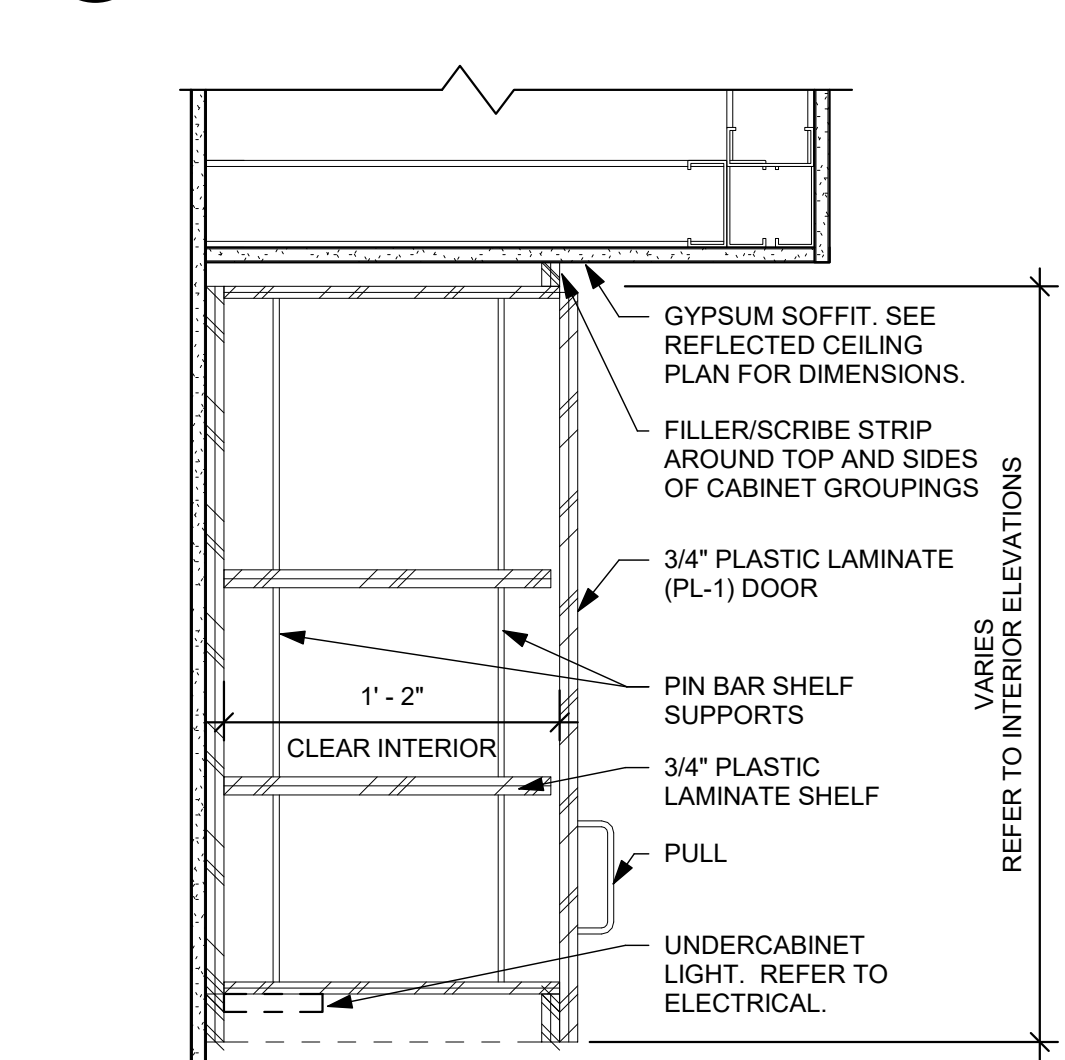 GYPSUM SOFFIT. SEE
REFLECTED CEILING
PLAN FOR DIMENSIONS.
FILLER/SCRIBE STRIP
AROUND TOP AND SIDES
OF CABINET GROUPINGS
3/4" PLASTIC LAMINATE
(PL-1) DOOR
PIN BAR SHELF
SUPPORTS
1' - 2"
CLEAR INTERIOR
3/4" PLASTIC
LAMINATE SHELF
PULL
UNDERCABINET
LIGHT. REFER TO
ELECTRICAL.
VARIES
REFER TO INTERIOR ELEVATIONS